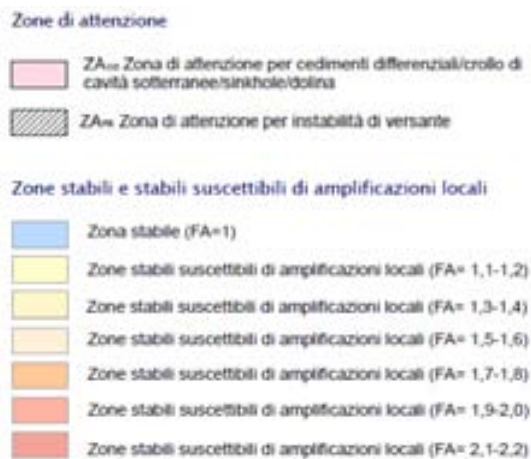 Zone di attenzione
Zona di attenzione per cedimenti differenziali/crollo di
cavità sotterranee/sinkhole/dolina
Zona di attenzione per instabilità di versante
Zone stabili e stabili suscettibili di amplificazioni locali
Zona stabile (FA=1)
Zone stabili suscettibili di amplificazioni locali (FA= 1,1-1,2)
Zone stabili suscettibili di amplificazioni locali (FA= 1,3-1,4)
Zone stabili suscettibili di amplificazioni locali (FA= 1,5-1,6)
Zone stabili suscettibili di amplificazioni locali (FA= 1,7-1,8)
Zone stabili suscettibili di amplificazioni locali (FA= 1,9-2,0)
Zone stabili suscettibili di amplificazioni locali (FA= 2,1-2,2)